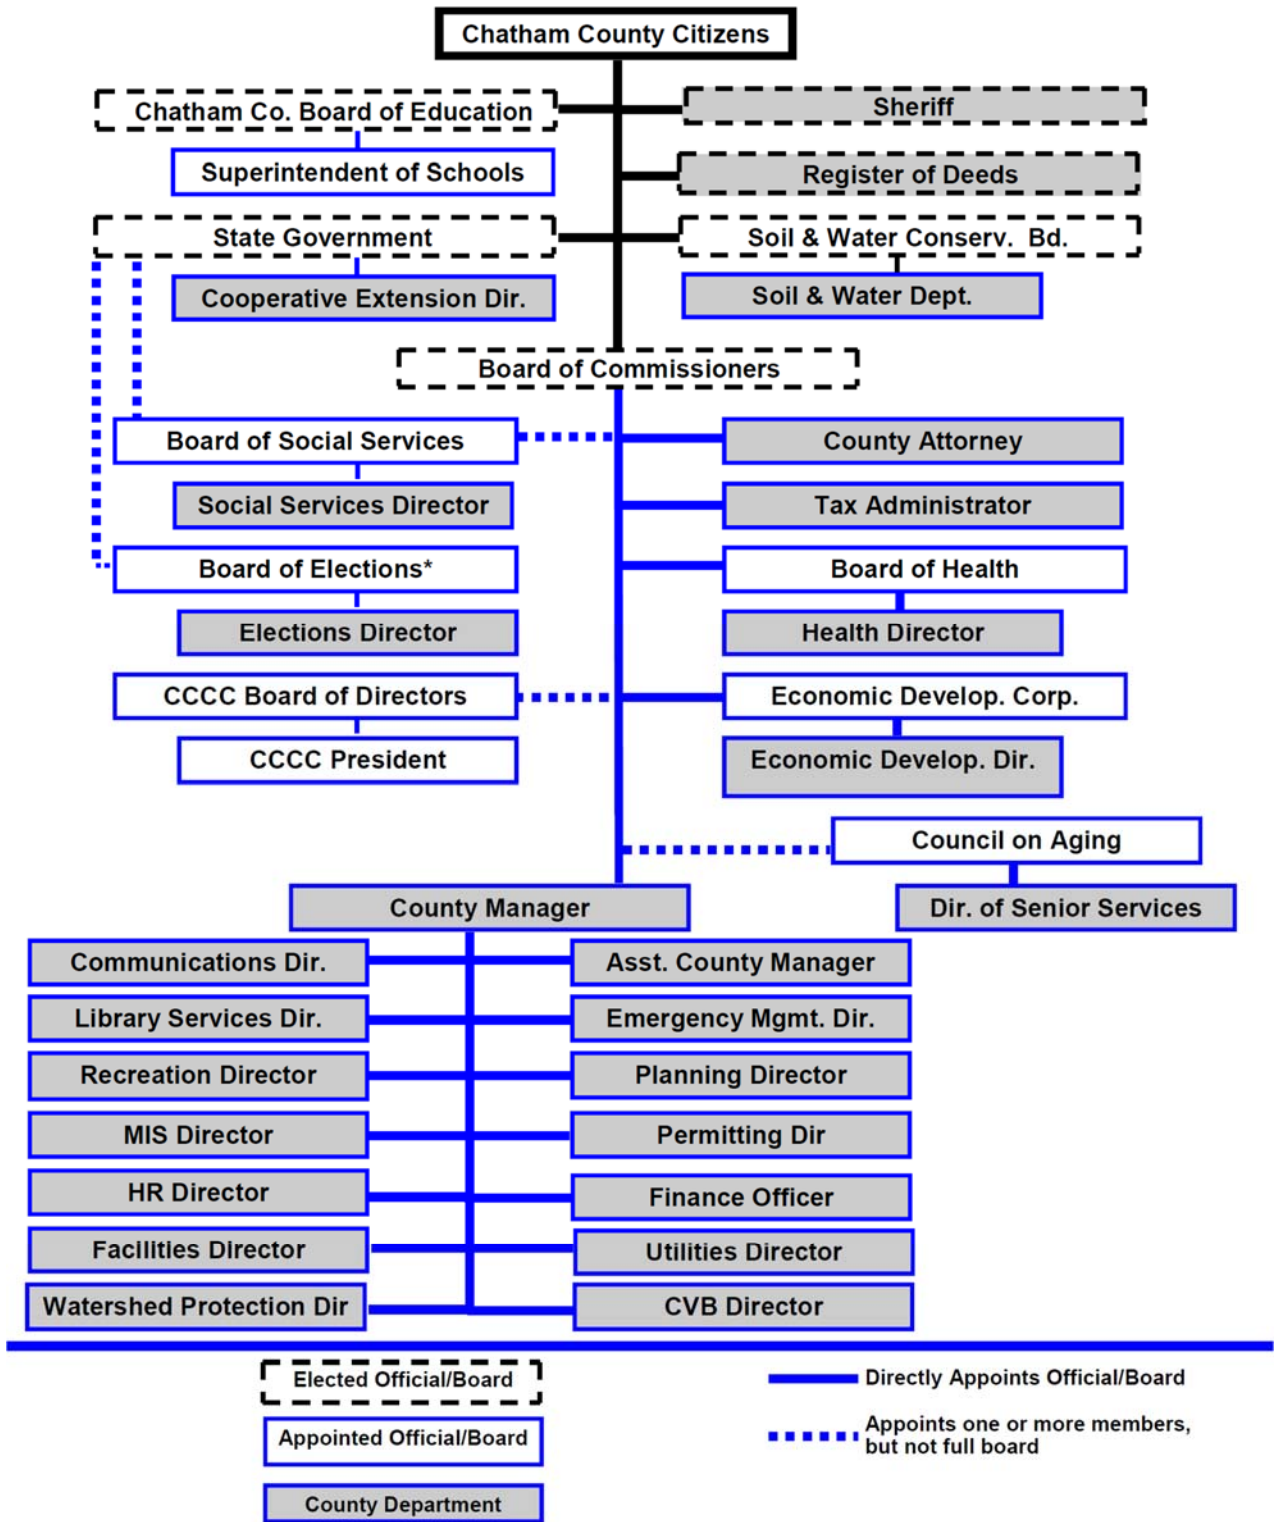 Chatham County Citizens
Chatham Co. Board of Education
Sheriff
Superintendent of Schools
Register of Deeds
State Government
Soil & Water Conserv. Bd.
Cooperative Extension Dir.
Soil & Water Dept.
Board of Commissioners
Board of Social Services
County Attorney
Social Services Director
Tax Administrator
Board of Elections*
Board of Health
Elections Director
Health Director
CCCC Board of Directors
Economic Develop. Corp.
CCCC President
Economic Develop. Dir.
Council on Aging
County Manager
Dir. of Senior Services
Communications Dir.
Asst. County Manager
Library Services Dir.
Emergency Mgmt. Dir.
Recreation Director
Planning Director
MIS Director
Permitting Dir
HR Director
Finance Officer
Facilities Director
Utilities Director
Watershed Protection Dir
CVB Director
Elected Official/Board
Directly Appoints Official/Board
Appointed Official/Board
Appoints one or more members,
but not full board
County Department